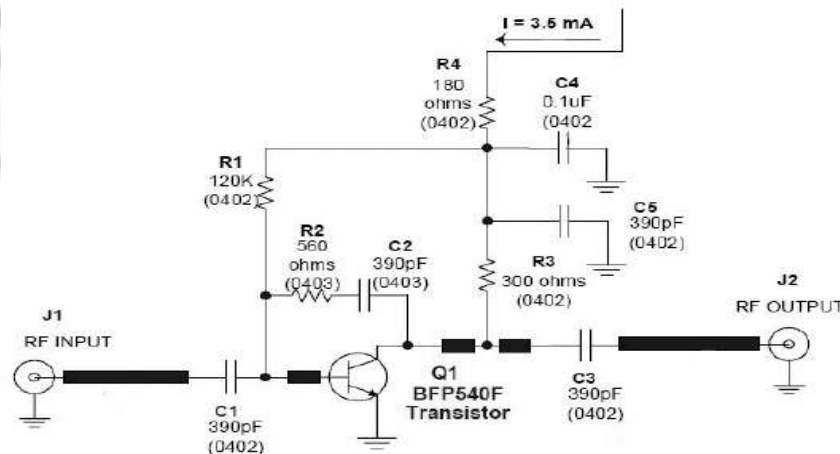 I = 3.5 mA
R4
180
ohms
(0402)
C4
0.1uF
(0402
R1
120K
(0402)
R2
560
ohms
(0403)
C2
390pF
(0403)
C5
390pF
(0402)
R3
300 ohms
(0402)
J2
RF OUTPUT
J1
RF INPUT
C1
390pF
(0402)
Q1
BFP540F
Transistor
C3
390pF
(0402)